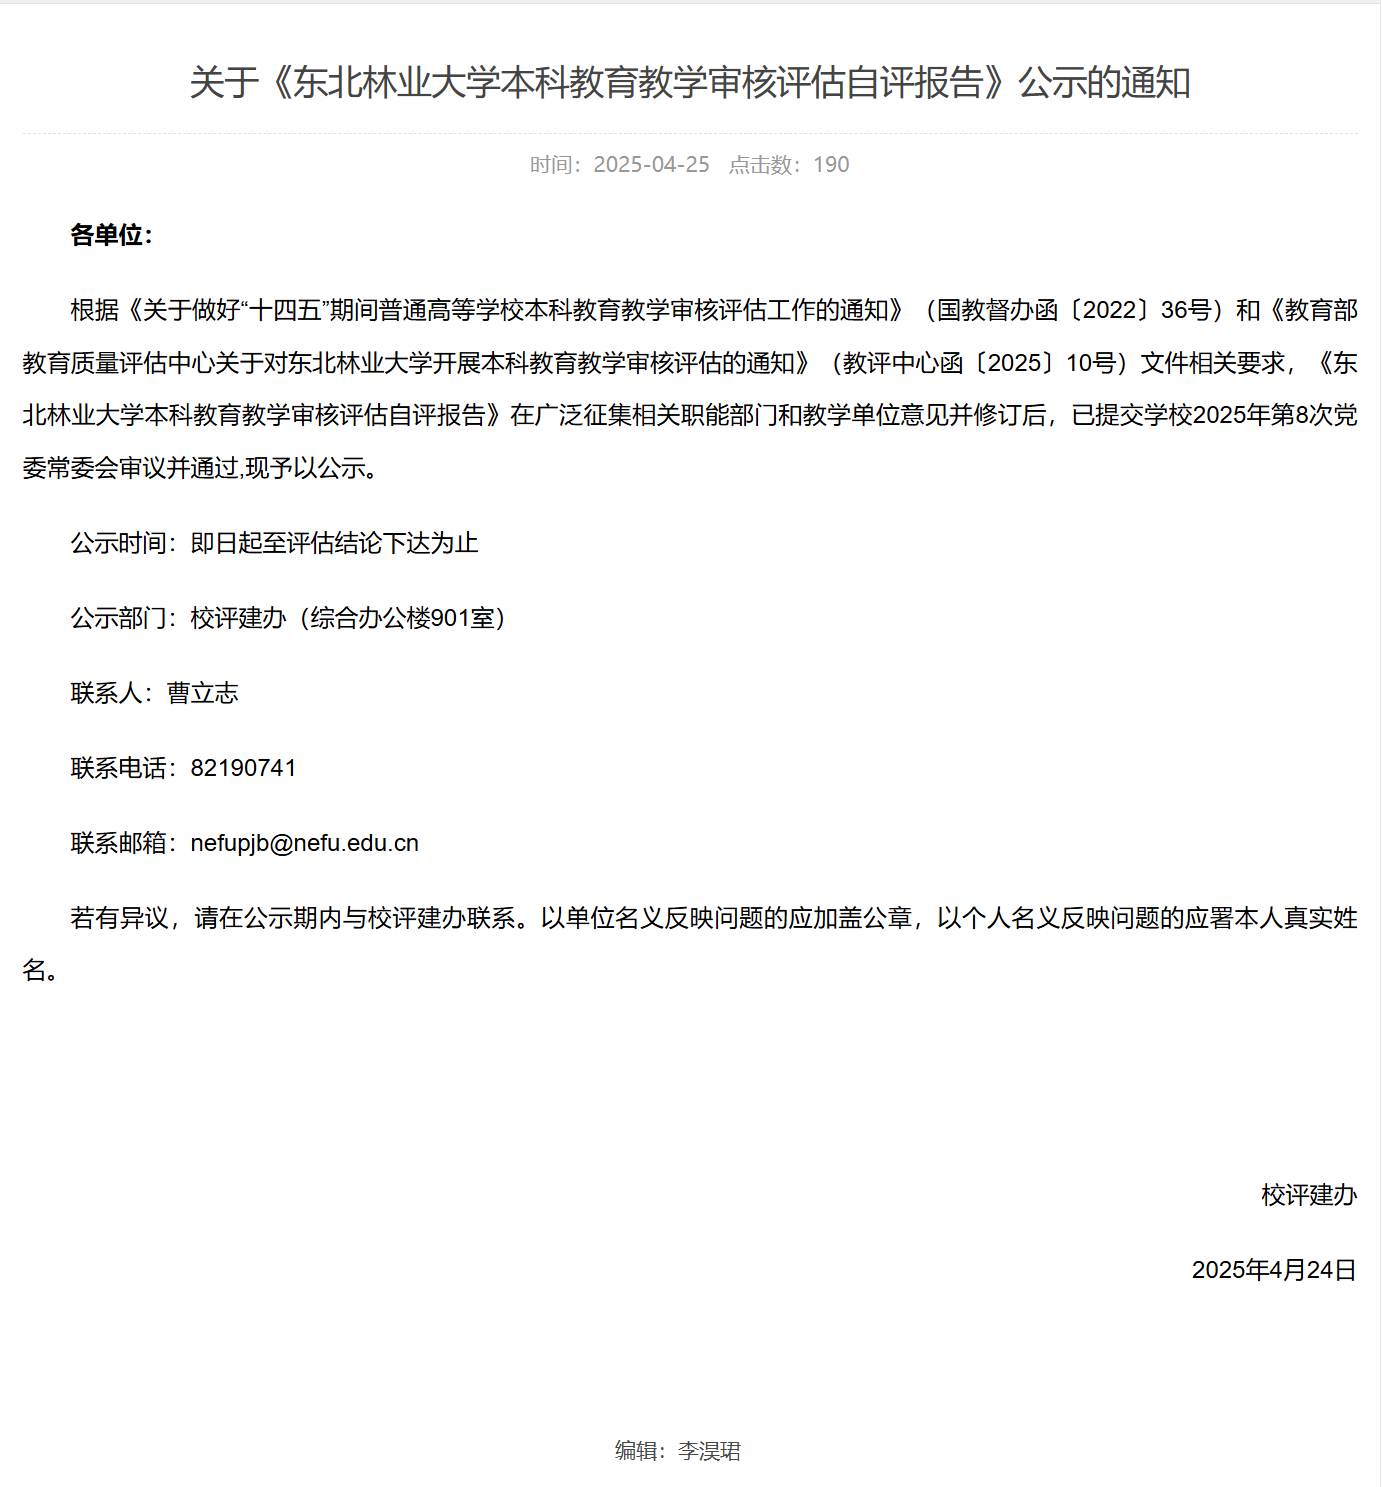 关于《东北林业大学本科教育教学审核评估自评报告》公示的通知
时间：2025-04-25 点击数：190
各单位：
根据《关于做好“十四五”期间普通高等学校本科教育教学审核评估工作的通知》（国教督办函〔2022〕36号）和《教育部
教育质量评估中心关于对东北林业大学开展本科教育教学审核评估的通知》（教评中心函〔2025〕10号）文件相关要求，《东
北林业大学本科教育教学审核评估自评报告》在广泛征集相关职能部门和教学单位意见并修订后，已提交学校2025年第8次党
委常委会审议并通过,现予以公示。
公示时间：即日起至评估结论下达为止
公示部门：校评建办（综合办公楼901室）
联系人：曹立志
联系电话：82190741
联系邮箱：nefupjb@nefu.edu.cn
若有异议，请在公示期内与校评建办联系。以单位名义反映问题的应加盖公章，以个人名义反映问题的应署本人真实姓
名。
校评建办
2025年4月24日
编辑：李淏珺